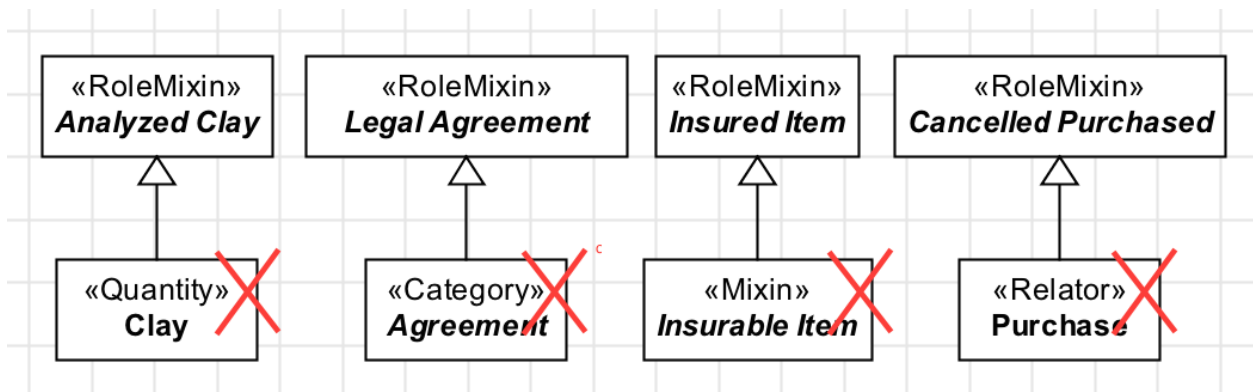 «RoleMixin»
Analyzed Clay
«RoleMixin»
Legal Agreement
«RoleMixin»
Insured Item
«RoleMixin»
Cancelled Purchased
«Quantity»
Clay
«Category»
Agreement
c
«Mixin»
Insurable Item
«Relator»
Purchase